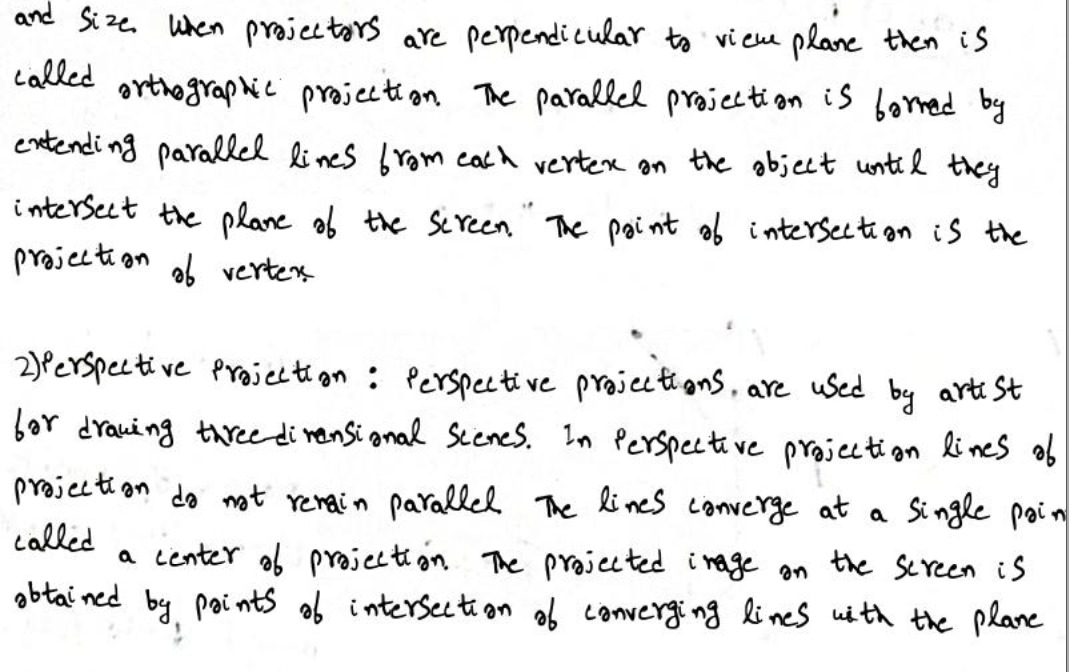 and size. When projectors are perpendicular to view plane then is
called orthographic projection. The parallel projection is formed by
extending parallel lines from each vertex on the object until they
intersect the plane of the screen. The point of intersection is the
projection of vertex.
2)Perspective Projection : Perspective projections are used by artist
for drawing three-dimensional scenes. In Perspective projection lines of
projection do not remain parallel. The lines converge at a single poin
called a center of projection. The projected image on the screen is
obtained by points of intersection of converging lines with the plane